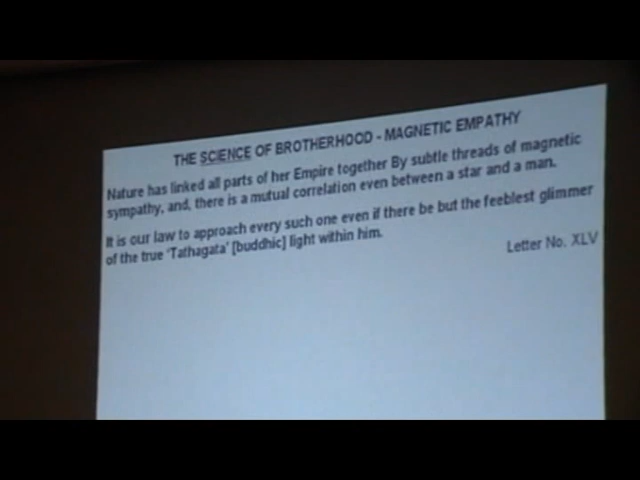 THE SCIENCE OF BROTHERHOOD - MAGNETIC EMPATHY
Nature has linked all parts of her Empire together By subtle threads of magnetic
sympathy, and, there is a mutual correlation even between a star and a man.
It is our law to approach every such one even if there be but the feeblest glimmer
of the true 'Tathagata' [buddhic] light within him.
Letter No. XLV